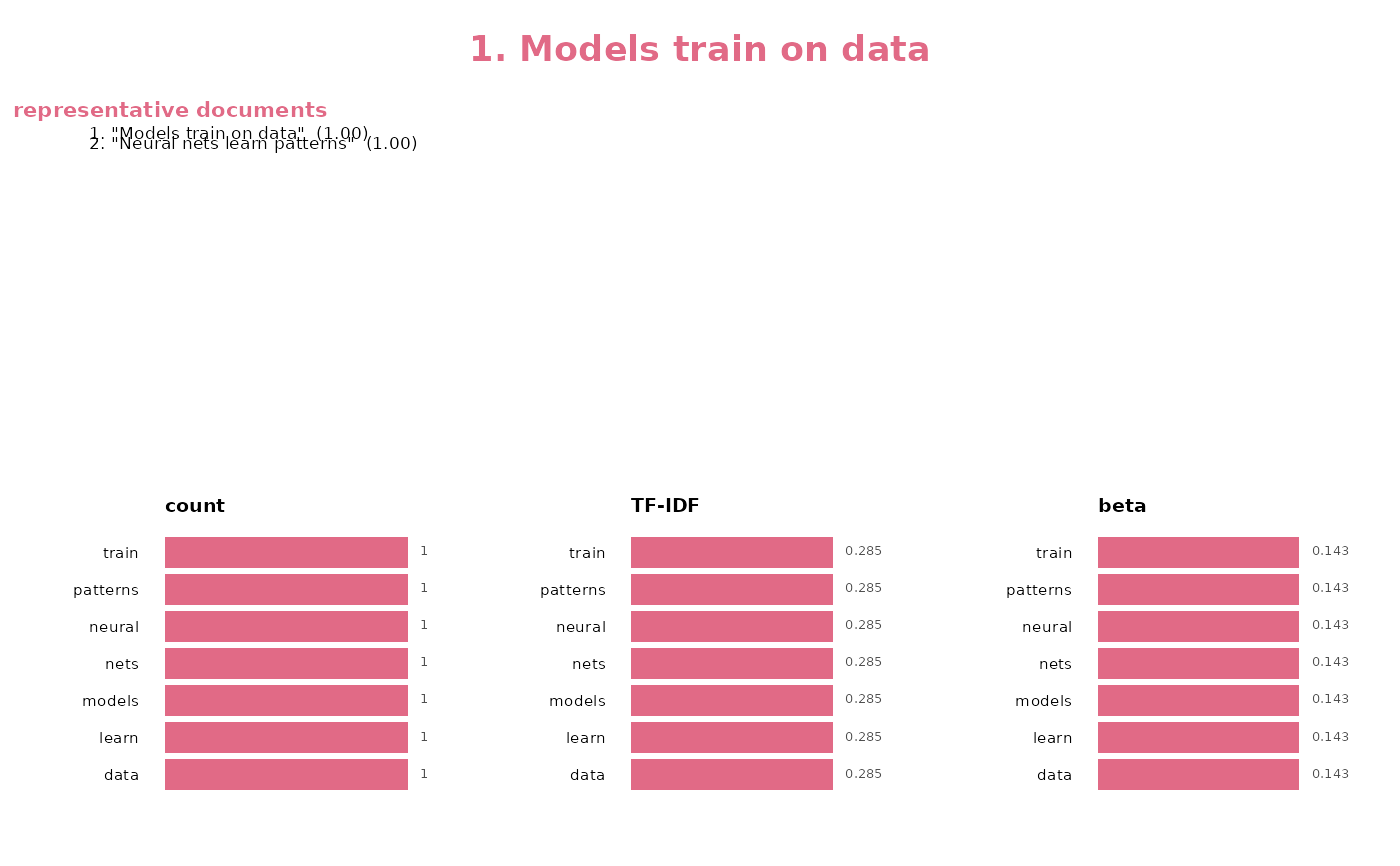 1. Models train on data
representative documents
1. "Models train on data"  (1.00)
2. "Neural nets learn patterns"  (1.00)
count
train 1
patterns 1
neural 1
nets 1
models 1
learn 1
data 1
TF-IDF
train 0.285
patterns 0.285
neural 0.285
nets 0.285
models 0.285
learn 0.285
data 0.285
beta
train 0.143
patterns 0.143
neural 0.143
nets 0.143
models 0.143
learn 0.143
data 0.143